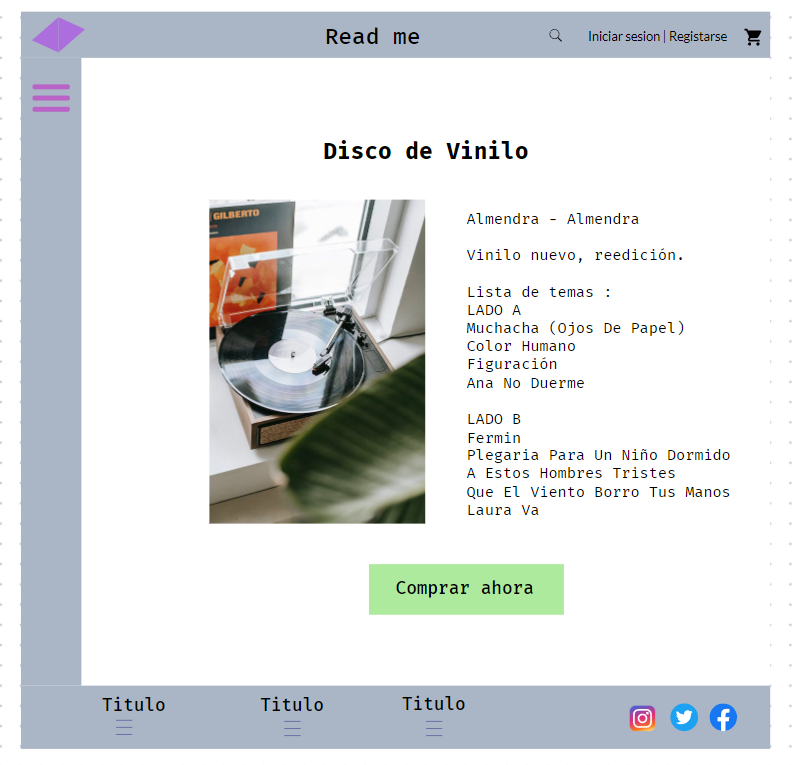 Read me
Iniciar sesion | Registarse
Disco de Vinilo
GILBERTO
Almendra - Almendra
Vinilo nuevo, reedición.
Lista de temas :
LADO A
Muchacha (Ojos De Papel)
Color Humano
Figuración
Ana No Duerme
LADO B
Fermin
Plegaria Para Un Niño Dormido
A Estos Hombres Tristes
Que El Viento Borro Tus Manos
Laura Va
Comprar ahora
Titulo
Titulo
Titulo